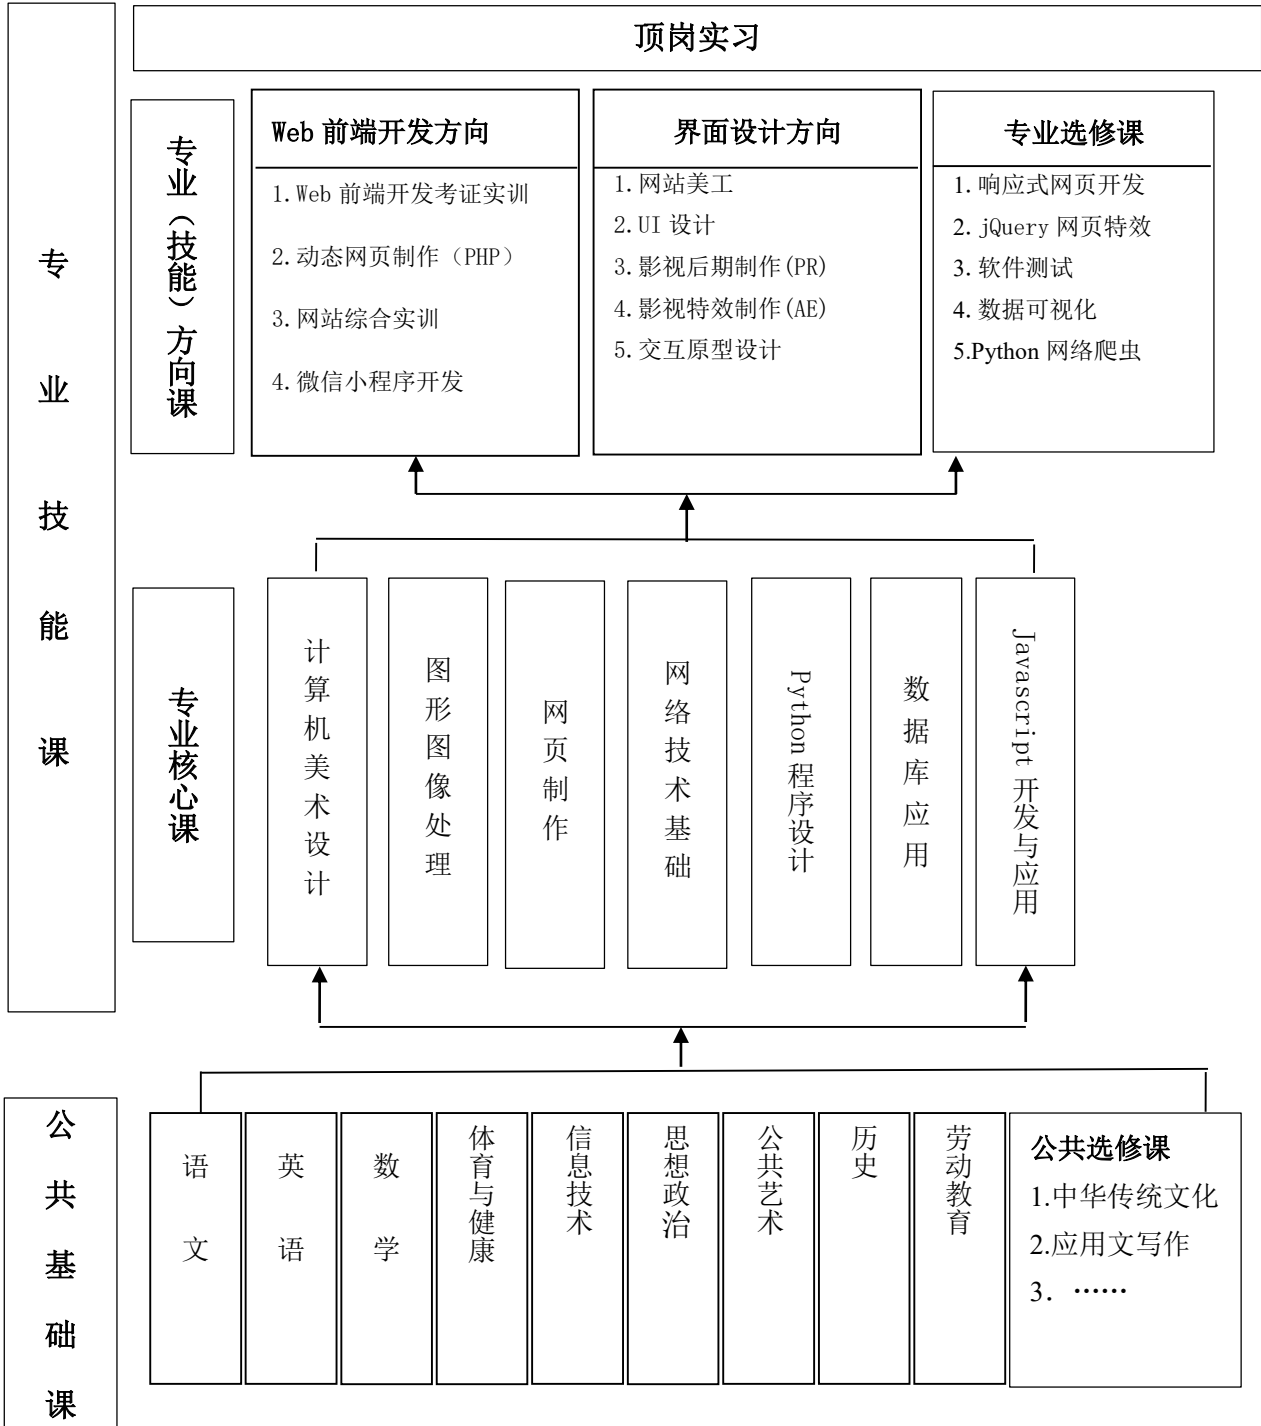 顶岗实习
专业技能课
专业（技能）方向课
Web 前端开发方向
1.Web 前端开发考证实训
2.动态网页制作（PHP）
3.网站综合实训
4.微信小程序开发
界面设计方向
1.网站美工
2.UI 设计
3.影视后期制作(PR)
4.影视特效制作(AE)
5.交互原型设计
专业选修课
1. 响应式网页开发
2. jQuery 网页特效
3. 软件测试
4. 数据可视化
5.Python 网络爬虫
专业核心课
计算机美术设计
图形图像处理
网页制作
网络技术基础
Python 程序设计
数据库应用
Javascript 开发与应用
公共基础课
语文
英语
数学
体育与健康
信息技术
思想政治
公共艺术
历史
劳动教育
公共选修课
1.中华传统文化
2.应用文写作
3. ……